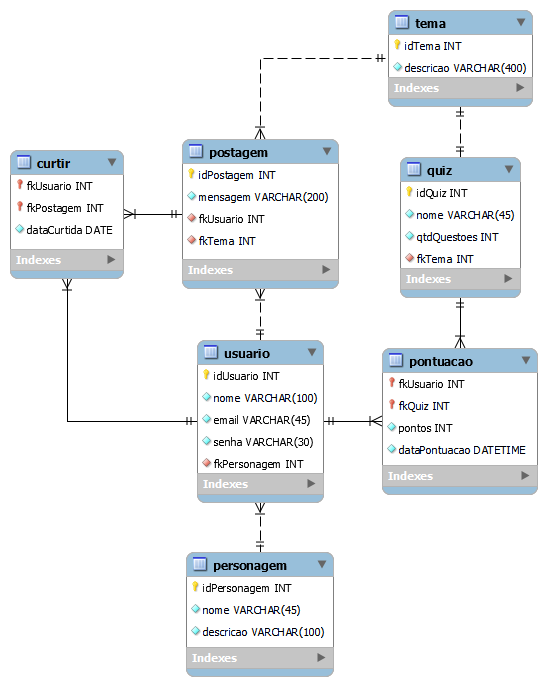 tema
idTema INT
descricao VARCHAR(400)
Indexes
curtir
fkUsuario INT
fkPostagem INT
dataCurtida DATE
Indexes
postagem
idPostagem INT
mensagem VARCHAR(200)
fkUsuario INT
fkTema INT
Indexes
quiz
idQuiz INT
nome VARCHAR(45)
qtdQuestoes INT
fkTema INT
Indexes
usuario
idUsuario INT
nome VARCHAR(100)
email VARCHAR(45)
senha VARCHAR(30)
fkPersonagem INT
Indexes
pontuacao
fkUsuario INT
fkQuiz INT
pontos INT
dataPontuacao DATETIME
Indexes
personagem
idPersonagem INT
nome VARCHAR(45)
descricao VARCHAR(100)
Indexes